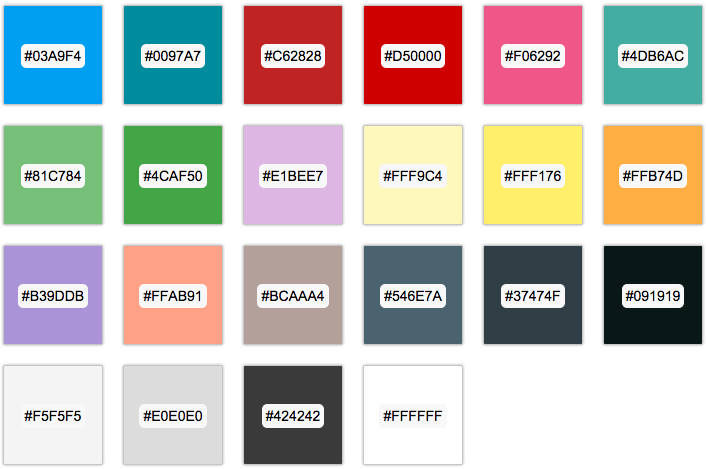 #03A9F4 #0097A7 #C62828 #D50000 #F06292 #4DB6AC
#81C784 #4CAF50 #E1BEE7 #FFF9C4 #FFF176 #FFB74D
#B39DDB #FFAB91 #BCAAA4 #546E7A #37474F #091919
#F5F5F5 #E0E0E0 #424242 #FFFFFF